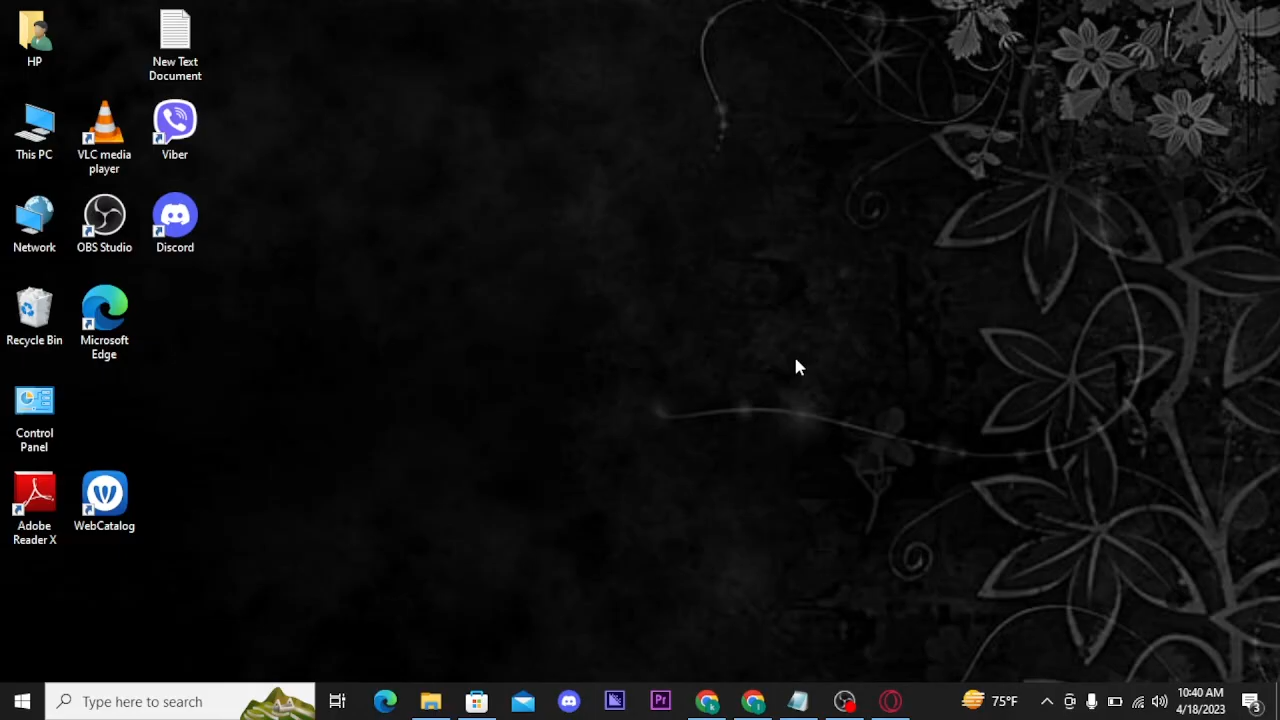 HP
New Text
Document
This PC
VLC media
player
Viber
Network
OBS Studio
Discord
Recycle Bin
Microsoft
Edge
Control
Panel
Adobe
Reader X
WebCatalog
Type here to search
Pr
k
T
75°F
10:40 AM
4/18/2023
3